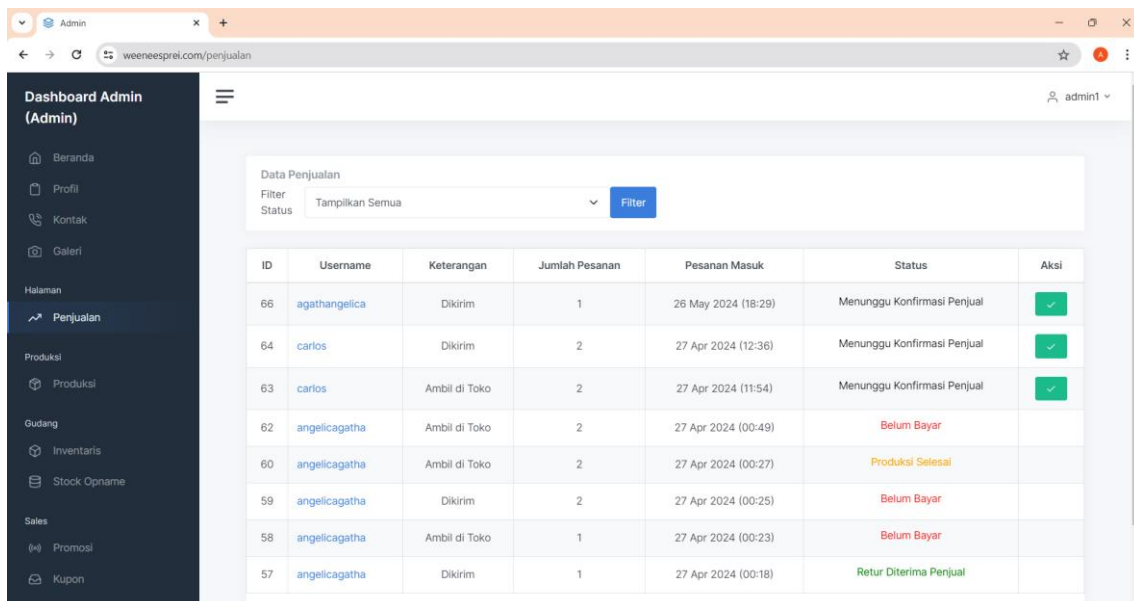 Admin
weeneesprei.com/penjualan
A
Dashboard Admin
(Admin)
admin1
Beranda
Profil
Kontak
Galeri
Halaman
Penjualan
Produksi
Produksi
Gudang
Inventaris
Stock Opname
Sales
Promosi
Kupon
Data Penjualan
Filter
Status
Tampilkan Semua
Filter
ID Username Keterangan Jumlah Pesanan Pesanan Masuk Status Aksi
66 agathangelica Dikirim 1 26 May 2024 (18:29) Menunggu Konfirmasi Penjual
64 carlos Dikirim 2 27 Apr 2024 (12:36) Menunggu Konfirmasi Penjual
63 carlos Ambil di Toko 2 27 Apr 2024 (11:54) Menunggu Konfirmasi Penjual
62 angelicagatha Ambil di Toko 2 27 Apr 2024 (00:49) Belum Bayar
60 angelicagatha Ambil di Toko 2 27 Apr 2024 (00:27) Produksi Selesai
59 angelicagatha Dikirim 2 27 Apr 2024 (00:25) Belum Bayar
58 angelicagatha Ambil di Toko 1 27 Apr 2024 (00:23) Belum Bayar
57 angelicagatha Dikirim 1 27 Apr 2024 (00:18) Retur Diterima Penjual